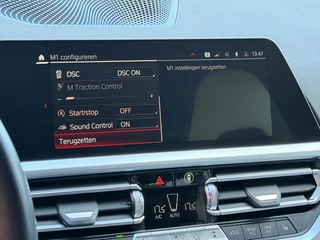 M1 configureren
13:47
DSC DSC ON
M1 instellingen terugzetten
M Traction Control
- +
Start/stop OFF
Sound Control ON
Terugzetten
A/C
AUTO